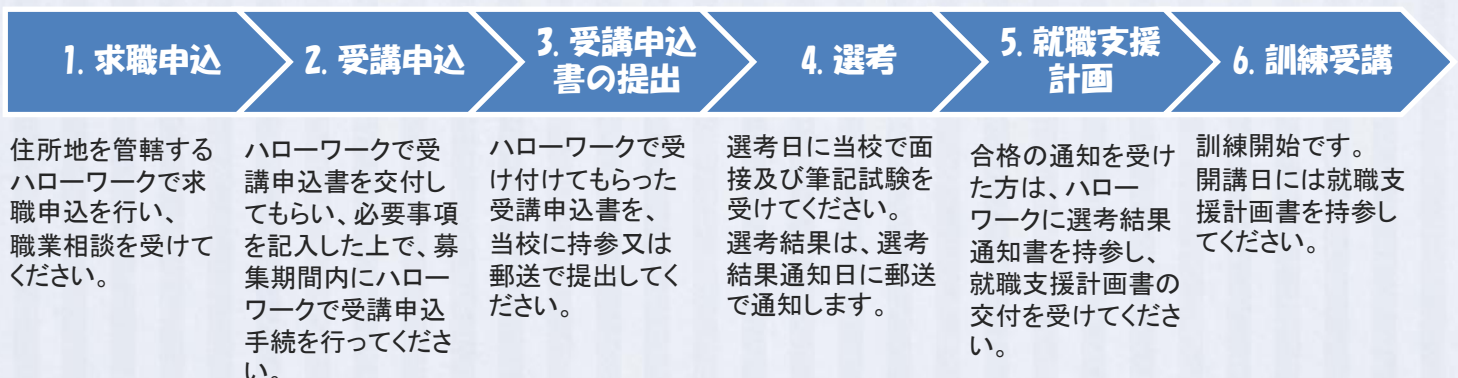 1. 求職申込
2. 受講申込
3. 受講申込
書の提出
4. 選考
5. 就職支援
計画
6. 訓練受講
住所地を管轄する
ハローワークで求
職申込を行い、
職業相談を受けて
ください。
ハローワークで受
講申込書を交付し
てもらい、必要事項
を記入した上で、募
集期間内にハロー
ワークで受講申込
手続を行ってくださ
い。
ハローワークで受
け付けてもらった
受講申込書を、
当校に持参又は
郵送で提出してく
ださい。
選考日に当校で面
接及び筆記試験を
受けてください。
選考結果は、選考
結果通知日に郵送
で通知します。
合格の通知を受け
た方は、ハロー
ワークに選考結果
通知書を持参し、
就職支援計画書の
交付を受けてくださ
い。
訓練開始です。
開講日には就職支
援計画書を持参し
てください。